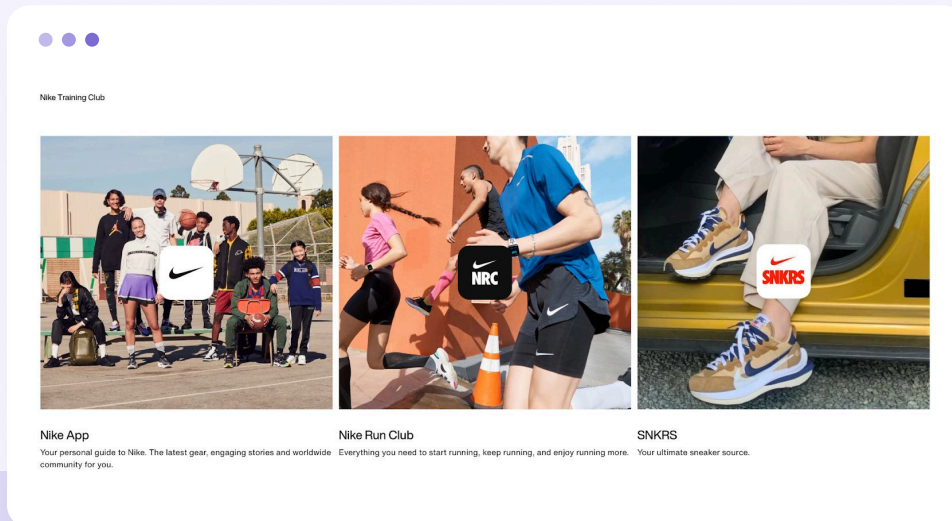 Nike Training Club
NRC
SNKRS
Nike App
Your personal guide to Nike. The latest gear, engaging stories and worldwide
community for you.
Nike Run Club
Everything you need to start running, keep running, and enjoy running more.
SNKRS
Your ultimate sneaker source.